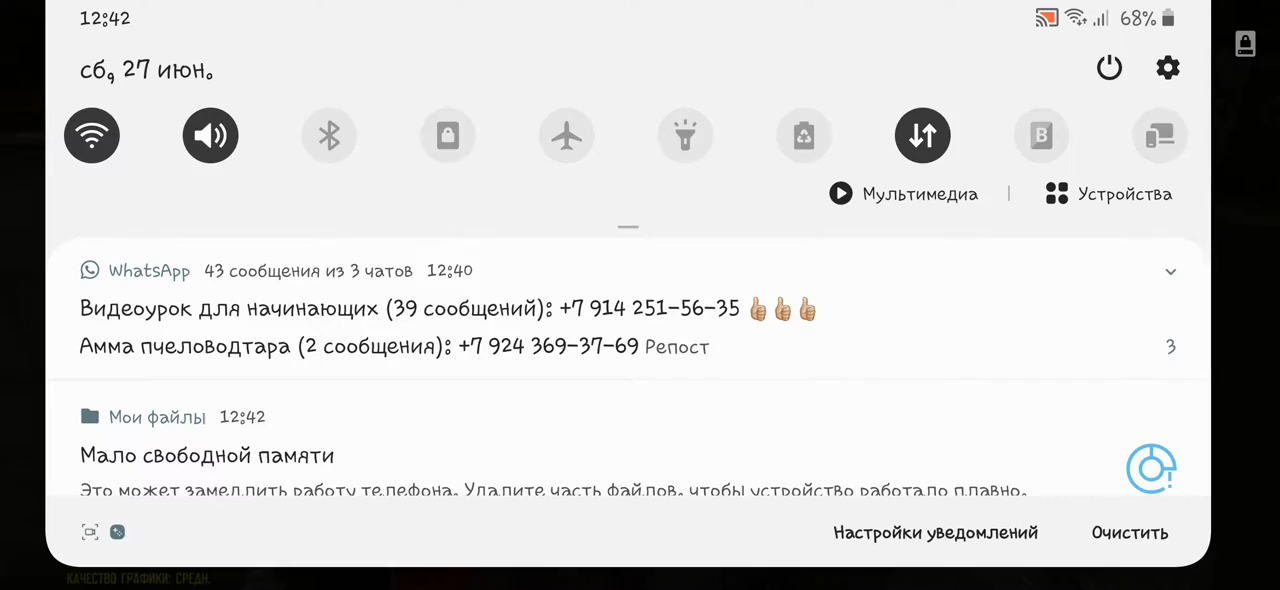 12:42
68%
сб, 27 июн.
B
Мультимедиа | Устройства
WhatsApp 43 сообщения из 3 чатов 12:40
Видеоурок для начинающих (39 сообщений): +7 914 251-56-35 👍🏼👍🏼👍🏼
Амма пчеловодтара (2 сообщения): +7 924 369-37-69 Репост
3
Мои файлы 12:42
Мало свободной памяти
Это может замедлить работу телефона. Удалите часть файлов, чтобы устройство работало плавно.
Настройки уведомлений Очистить
КАЧЕСТВО ГРАФИКИ: СРЕДН.